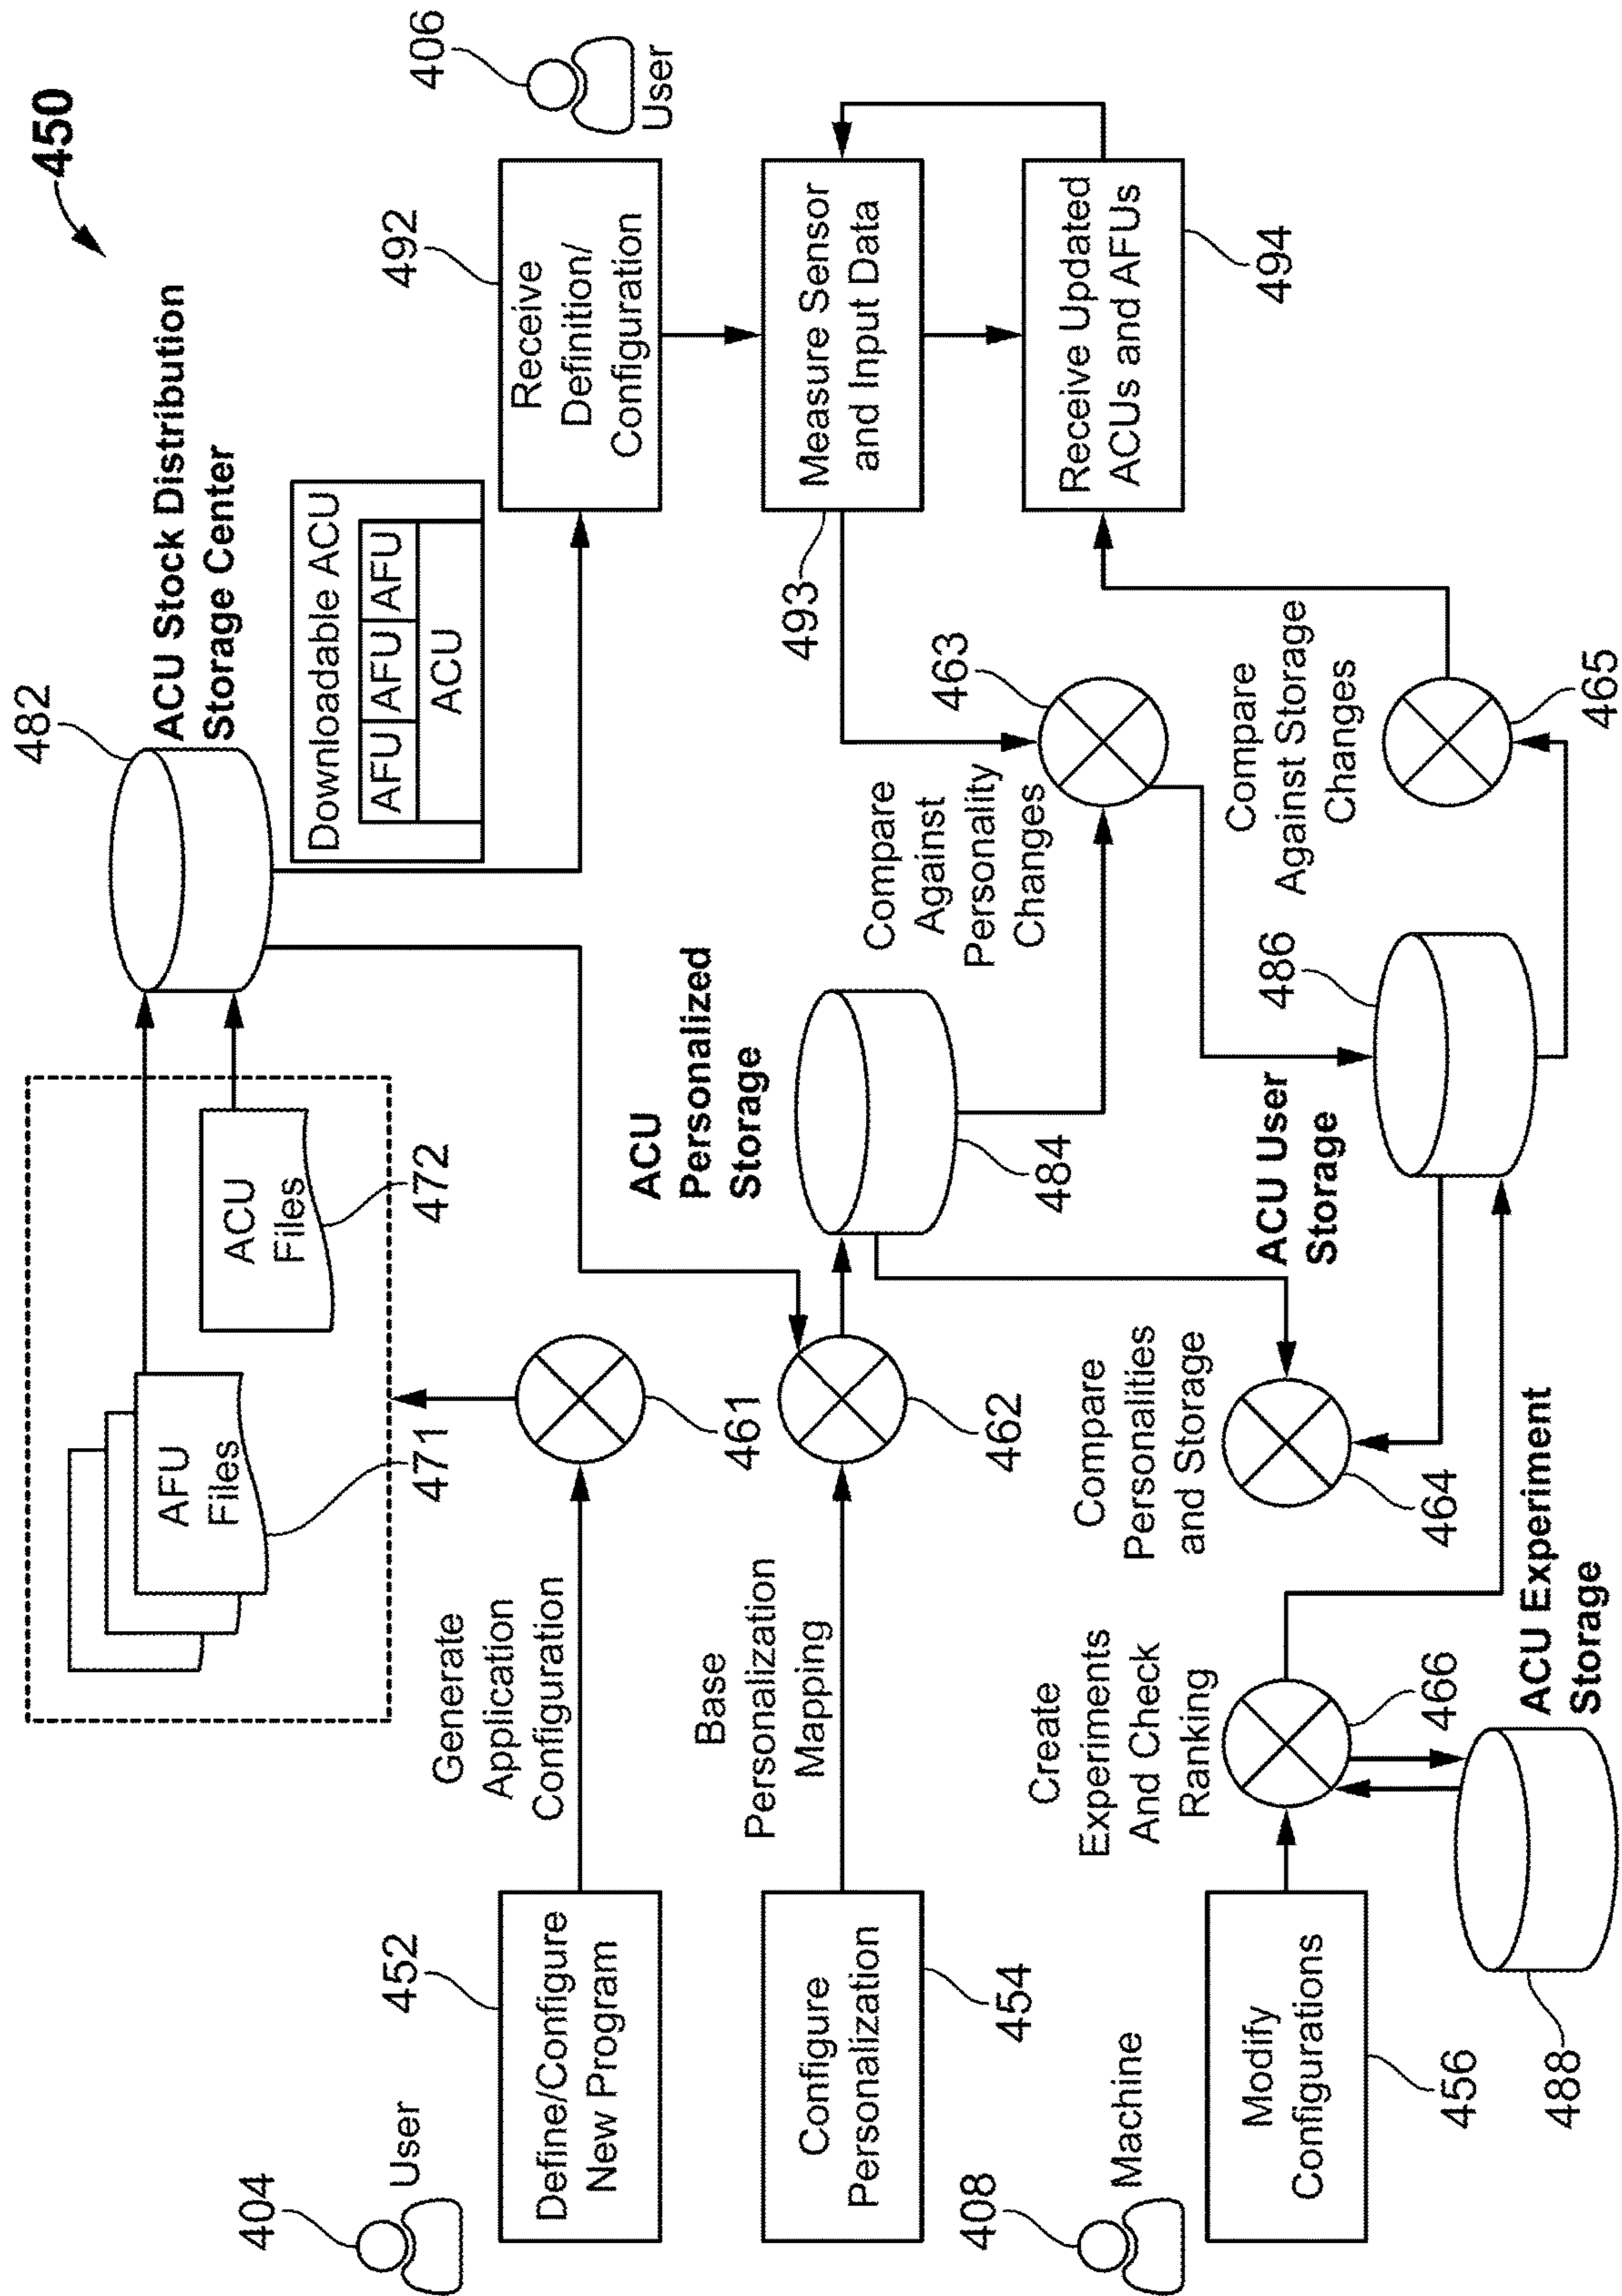 450
404
User
452
Define/Configure
New Program
Generate
Application
Configuration
461
AFU
Files
471
ACU
Files
472
482
ACU Stock Distribution
Storage Center
Downloadable ACU
AFU
AFU
AFU
ACU
492
Receive
Definition/
Configuration
406
User
Configure
Personalization
454
Base
Personalization
Mapping
462
ACU
Personalized
Storage
484
Compare
Against
Personality
Changes
463
493
Measure Sensor
and Input Data
408
Machine
Modify
Configurations
456
Create
Experiments
And Check
Ranking
466
488
ACU Experiment
Storage
Compare
Personalities
and Storage
464
ACU User
Storage
486
Compare
Against Storage
Changes
465
Receive Updated
ACUs and AFUs
494